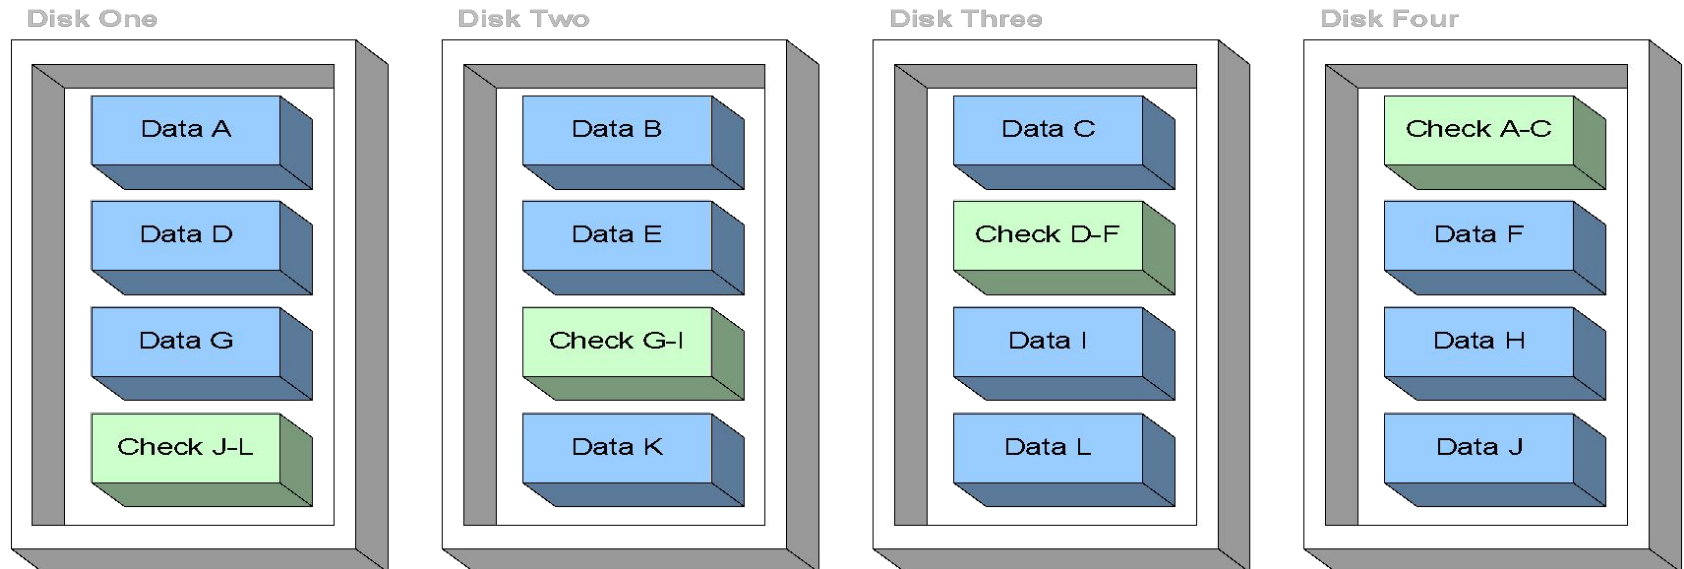 Disk One
Disk Two
Disk Three
Disk Four
Data A
Data B
Data C
Check A-C
Data D
Data E
Check D-F
Data F
Data G
Check G-I
Data I
Data H
Check J-L
Data K
Data L
Data J